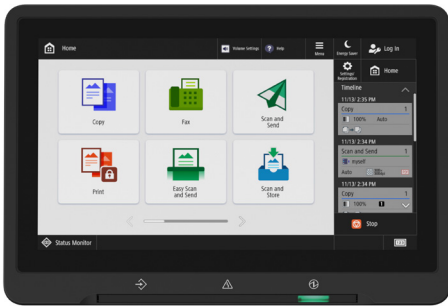 Home
Volume Settings
Help
Menu
Energy Saver
Log In
Settings/
Registration
Home
Timeline
Copy
Fax
Scan and
Send
Print
Easy Scan
and Send
Scan and
Store
11/13/ 2:35 PM
Copy 1
100% Auto
11/13/ 2:34 PM
Scan and Send 1
myself
Auto
11/13/ 2:34 PM
Copy 1
100%
Stop
Status Monitor